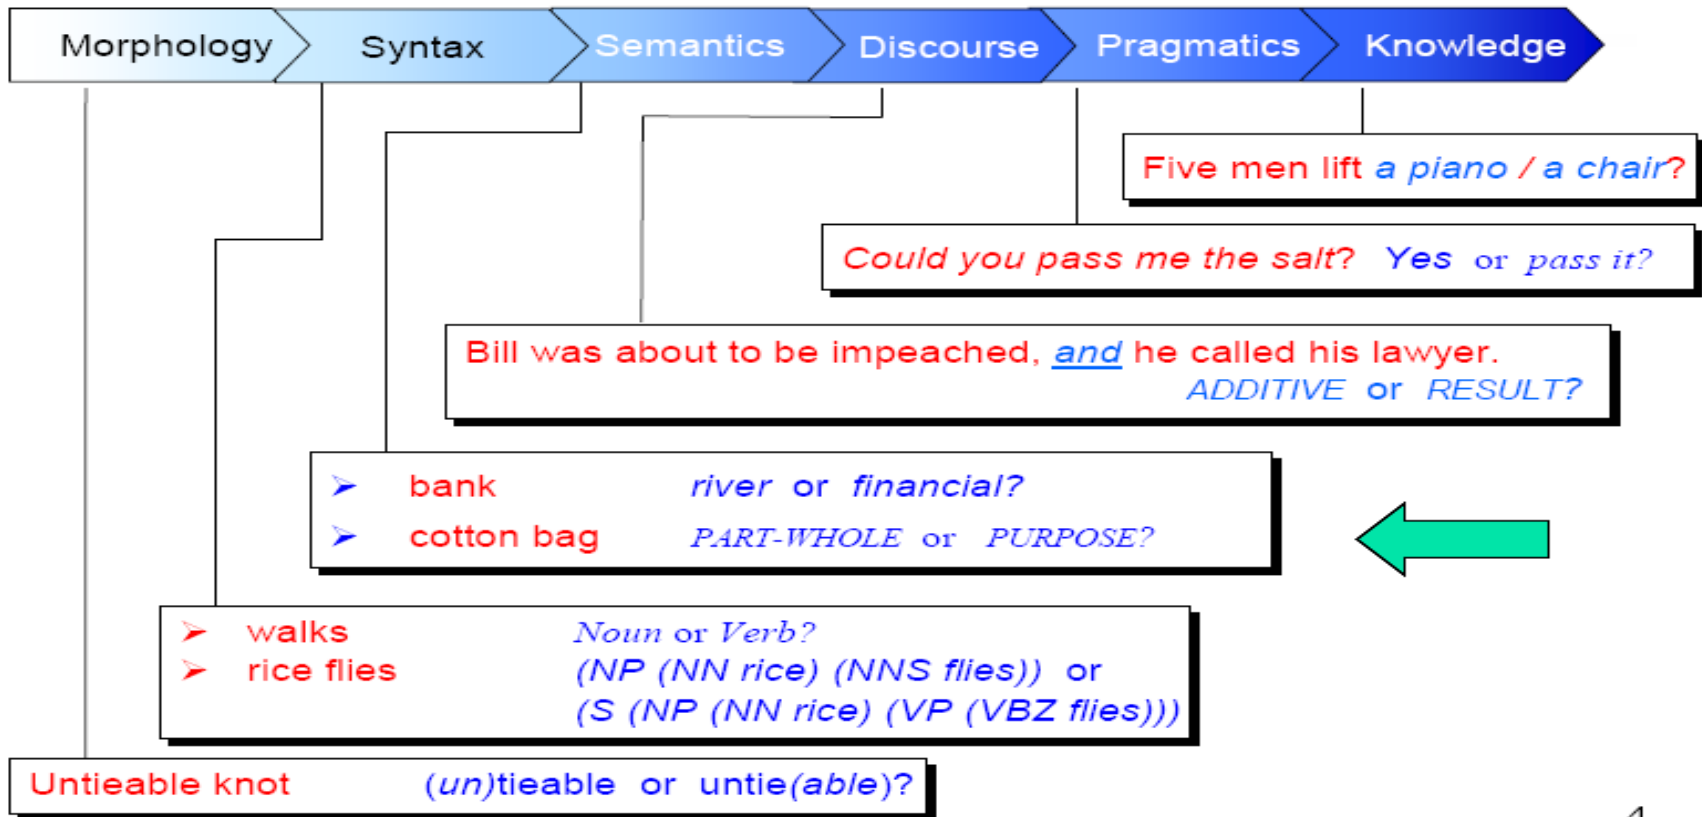 Morphology Syntax Semantics Discourse Pragmatics Knowledge
Five men lift a piano / a chair?
Could you pass me the salt? Yes or pass it?
Bill was about to be impeached, and he called his lawyer.
ADDITIVE or RESULT?
➢ bank river or financial?
➢ cotton bag PART-WHOLE or PURPOSE?
➢ walks Noun or Verb?
➢ rice flies (NP (NN rice) (NNS flies)) or
(S (NP (NN rice) (VP (VBZ flies)))
Untieable knot (un)tieable or untie(able)?
4